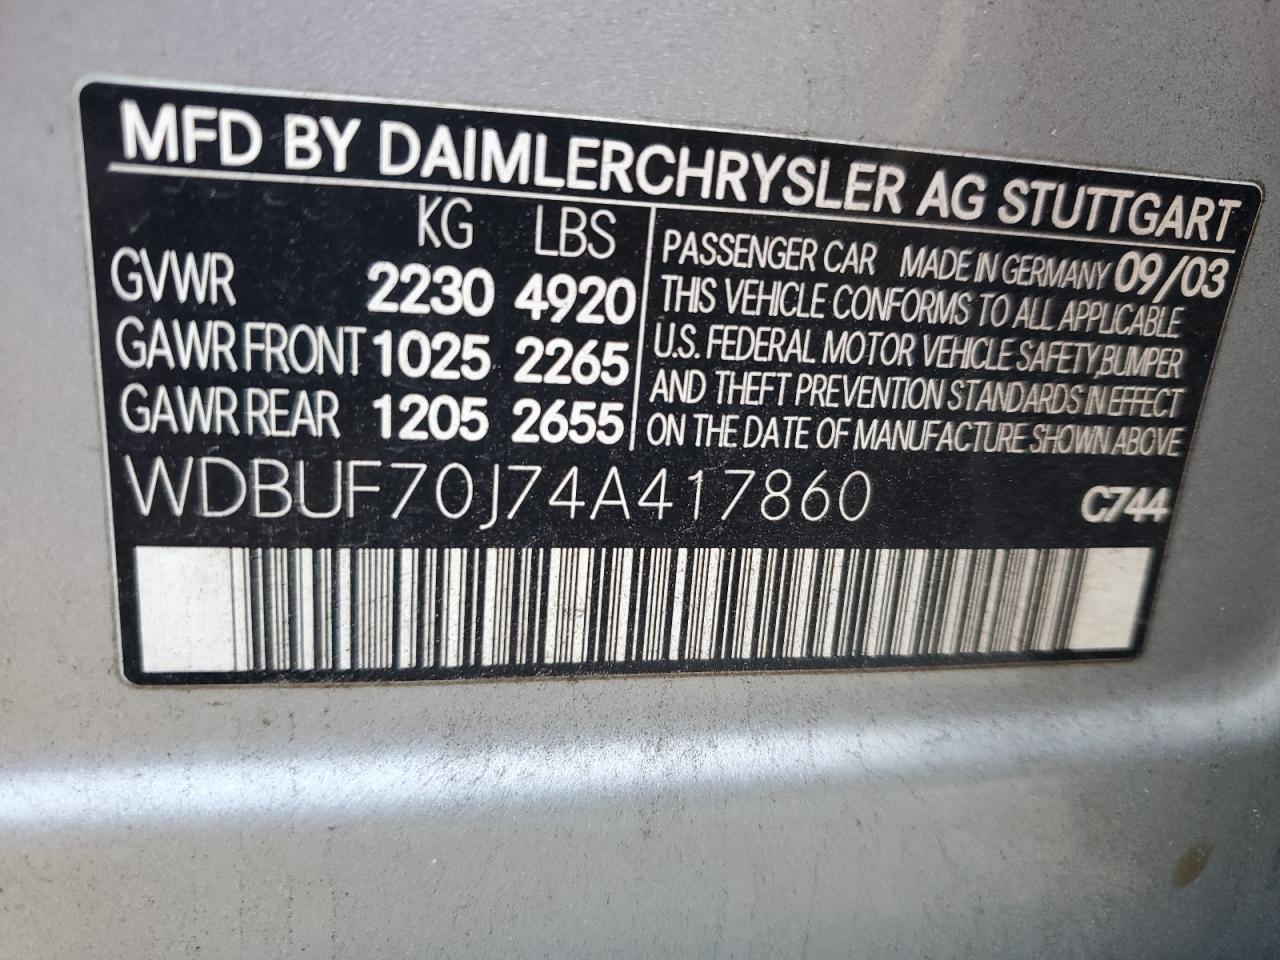 MFD BY DAIMLERCHRYSLER AG STUTTGART
KG LBS
GVWR 2230 4920
GAWR FRONT 1025 2265
GAWR REAR 1205 2655
PASSENGER CAR MADE IN GERMANY 09/03
THIS VEHICLE CONFORMS TO ALL APPLICABLE
U.S. FEDERAL MOTOR VEHICLE SAFETY,BUMPER
AND THEFT PREVENTION STANDARDS IN EFFECT
ON THE DATE OF MANUFACTURE SHOWN ABOVE
WDBUF70J74A417860 C744